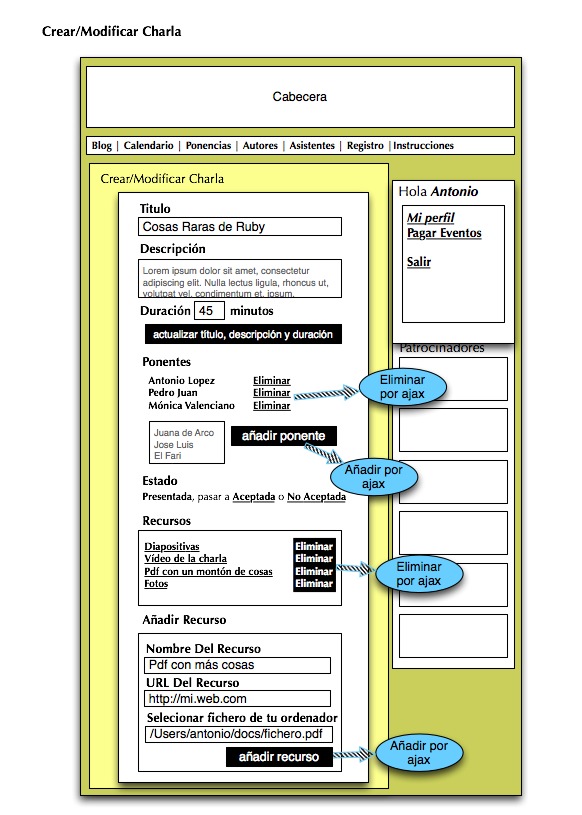 Crear/Modificar Charla
Cabecera
Blog | Calendario | Ponencias | Autores | Asistentes | Registro | Instrucciones
Crear/Modificar Charla
Titulo
Cosas Raras de Ruby
Descripción
Lorem ipsum dolor sit amet, consectetur
adipiscing elit. Nulla lectus ligula, rhoncus ut,
volutpat vel, condimentum et, ipsum.
Duración 45 minutos
actualizar título, descripción y duración
Ponentes
Antonio Lopez Eliminar
Pedro Juan Eliminar
Mónica Valenciano Eliminar
Eliminar
por ajax
Juana de Arco
Jose Luis
El Fari
añadir ponente
Añadir por
ajax
Estado
Presentada, pasar a Aceptada o No Aceptada
Recursos
Diapositivas Eliminar
Vídeo de la charla Eliminar
Pdf con un montón de cosas Eliminar
Fotos Eliminar
Eliminar
por ajax
Añadir Recurso
Nombre Del Recurso
Pdf con más cosas
URL Del Recurso
http://mi.web.com
Selecionar fichero de tu ordenador
/Users/antonio/docs/fichero.pdf
añadir recurso
Añadir por
ajax
Hola Antonio
Mi perfil
Pagar Eventos
Salir
Patrocinadores